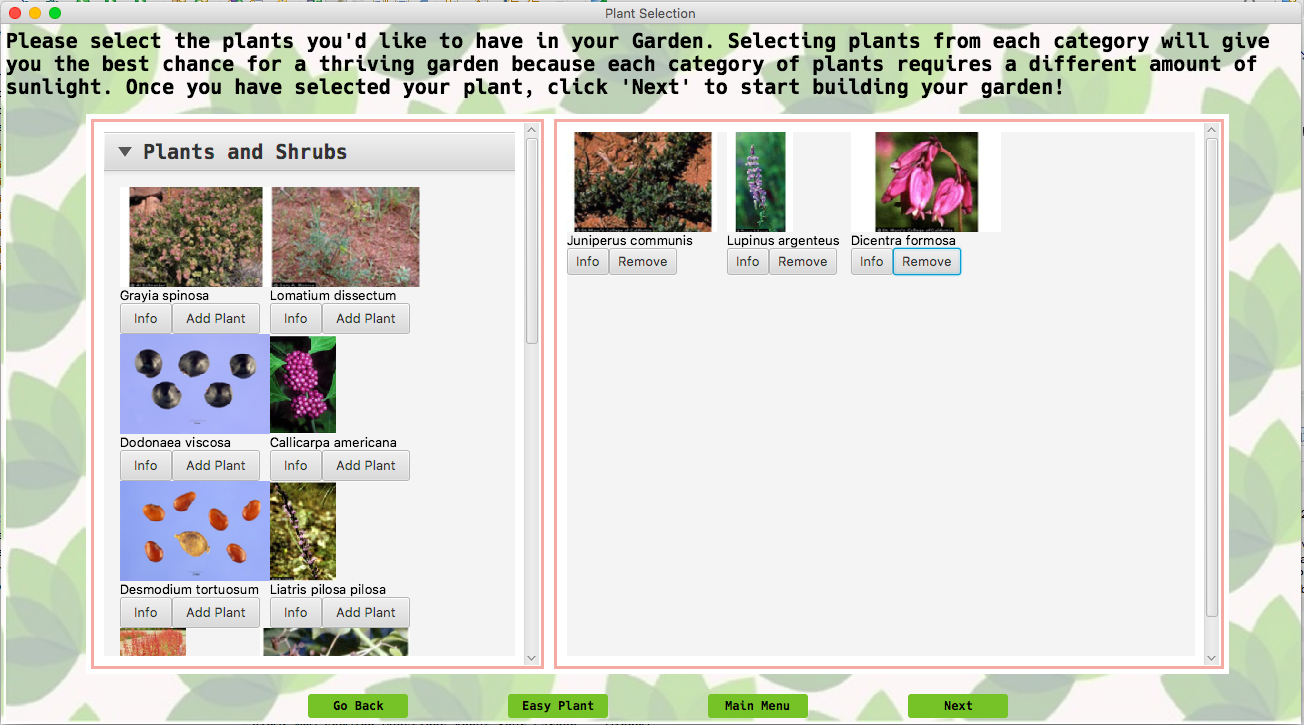 Plant Selection
Please select the plants you'd like to have in your Garden. Selecting plants from each category will give
you the best chance for a thriving garden because each category of plants requires a different amount of
sunlight. Once you have selected your plant, click 'Next' to start building your garden!
Plants and Shrubs
Grayia spinosa Lomatium dissectum
Info Add Plant Info Add Plant
Dodonaea viscosa Callicarpa americana
Info Add Plant Info Add Plant
Desmodium tortuosum Liatris pilosa pilosa
Info Add Plant Info Add Plant
Juniperus communis Lupinus argenteus Dicentra formosa
Info Remove Info Remove Info Remove
Go Back Easy Plant Main Menu Next